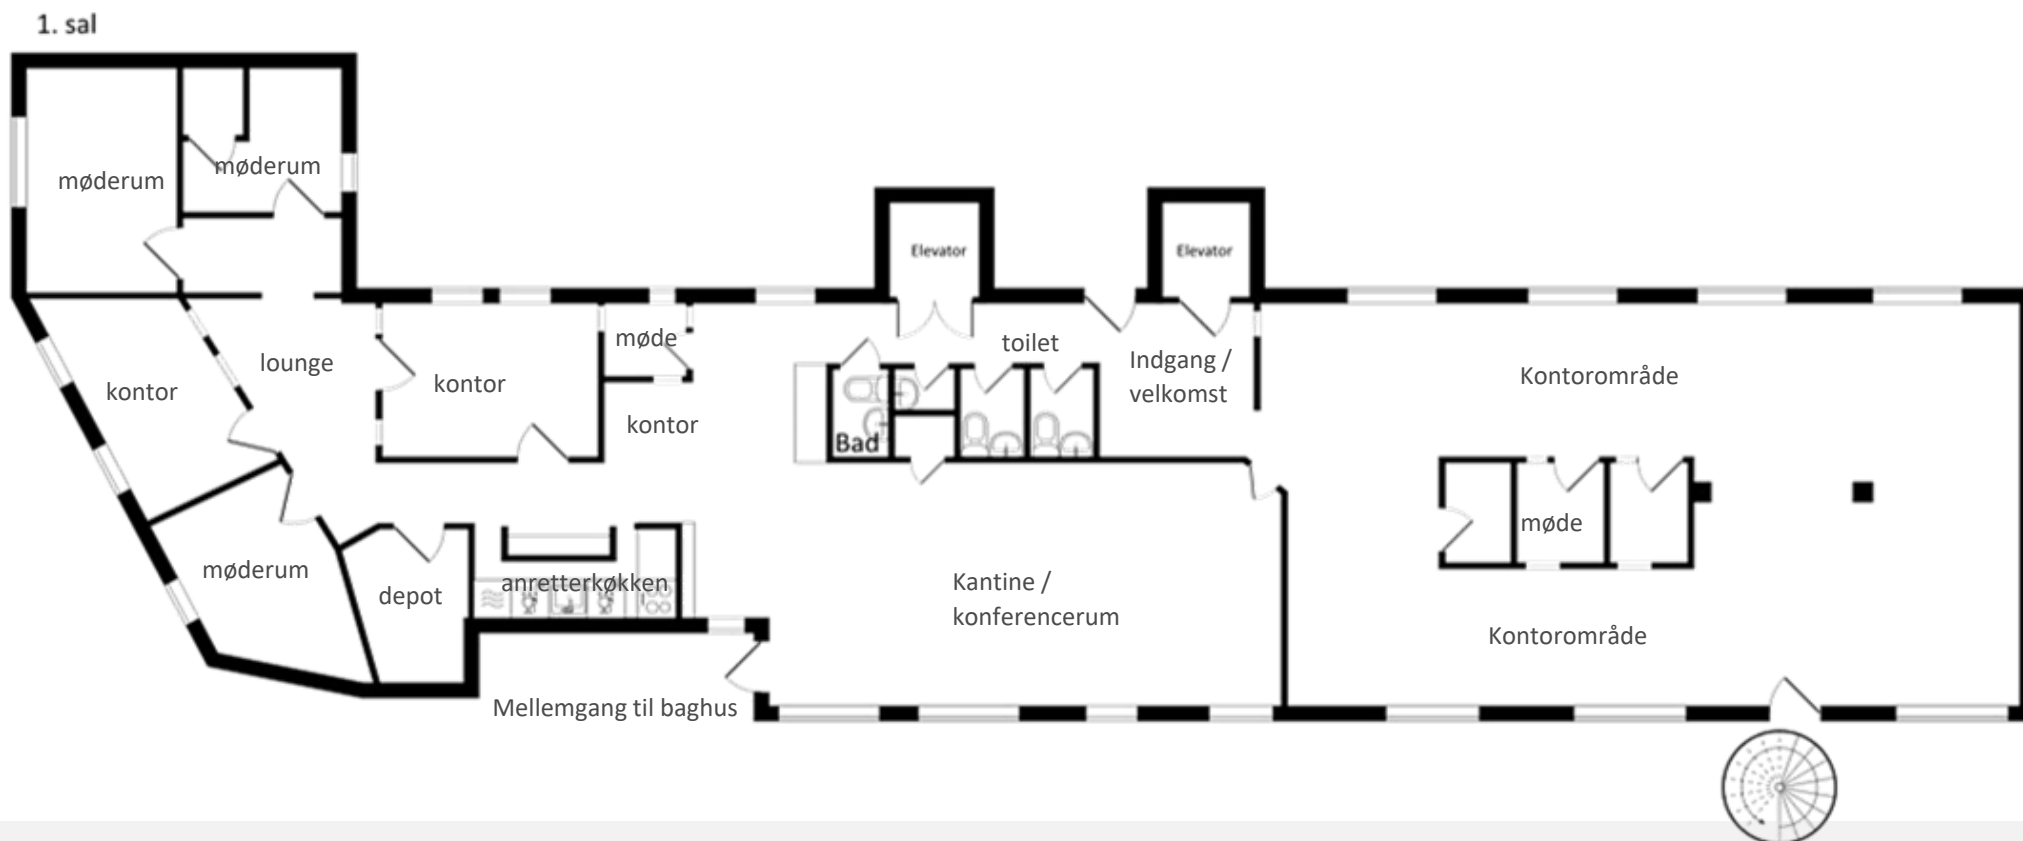 1. sal
møderum
møderum
Elevator
Elevator
møde
toilet
Indgang /
velkomst
lounge
kontor
kontor
kontor
Kontorområde
Bad
møde
møderum
depot
anretterkøkken
Kantine /
konferencerum
Kontorområde
Mellemgang til baghus